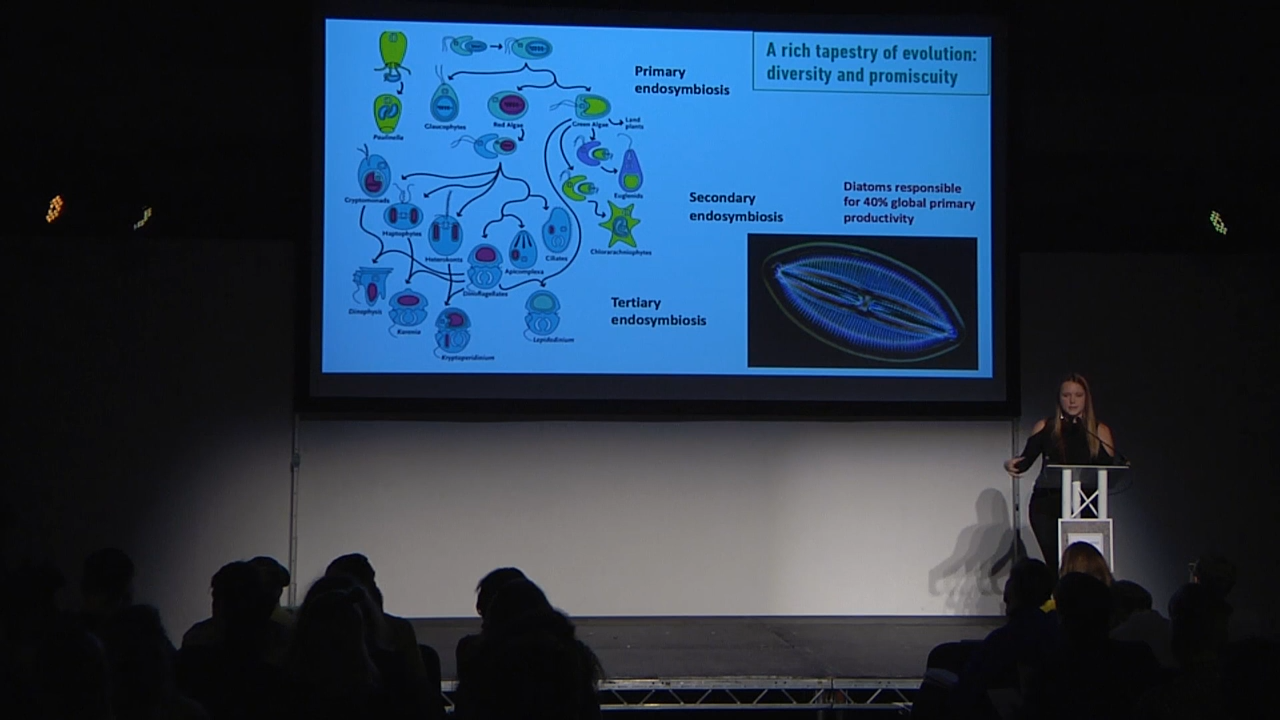 A rich tapestry of evolution:
diversity and promiscuity
Primary
endosymbiosis
Paulinella
Glaucophytes
Red Algae
Green Algae
Land
plants
Cryptomonads
Haptophytes
Heterokonts
Dinoflagellates
Apicomplexa
Ciliates
Euglenids
Chlorarachniophytes
Secondary
endosymbiosis
Diatoms responsible
for 40% global primary
productivity
Dinophysis
Karenia
Kryptoperidinium
Lepidodinium
Tertiary
endosymbiosis